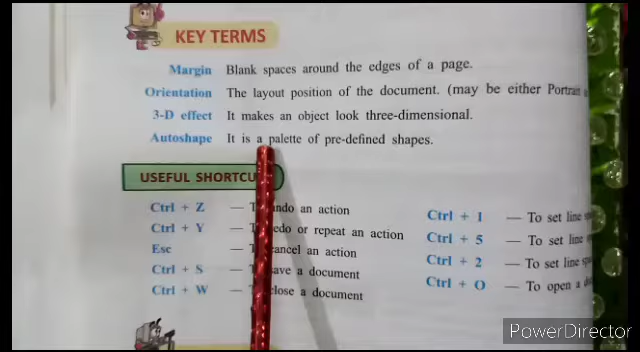 KEY TERMS
Margin Blank spaces around the edges of a page.
Orientation The layout position of the document. (may be either Portrait
3-D effect It makes an object look three-dimensional.
Autoshape It is a palette of pre-defined shapes.
USEFUL SHORTCU
Ctrl + Z — T undo an action
Ctrl + Y — T edo or repeat an action
Esc — T cancel an action
Ctrl + S — T save a document
Ctrl + W — close a document
Ctrl + 1 — To set line
Ctrl + 5 — To set line
Ctrl + 2 — To set line
Ctrl + O — To open a
PowerDirector